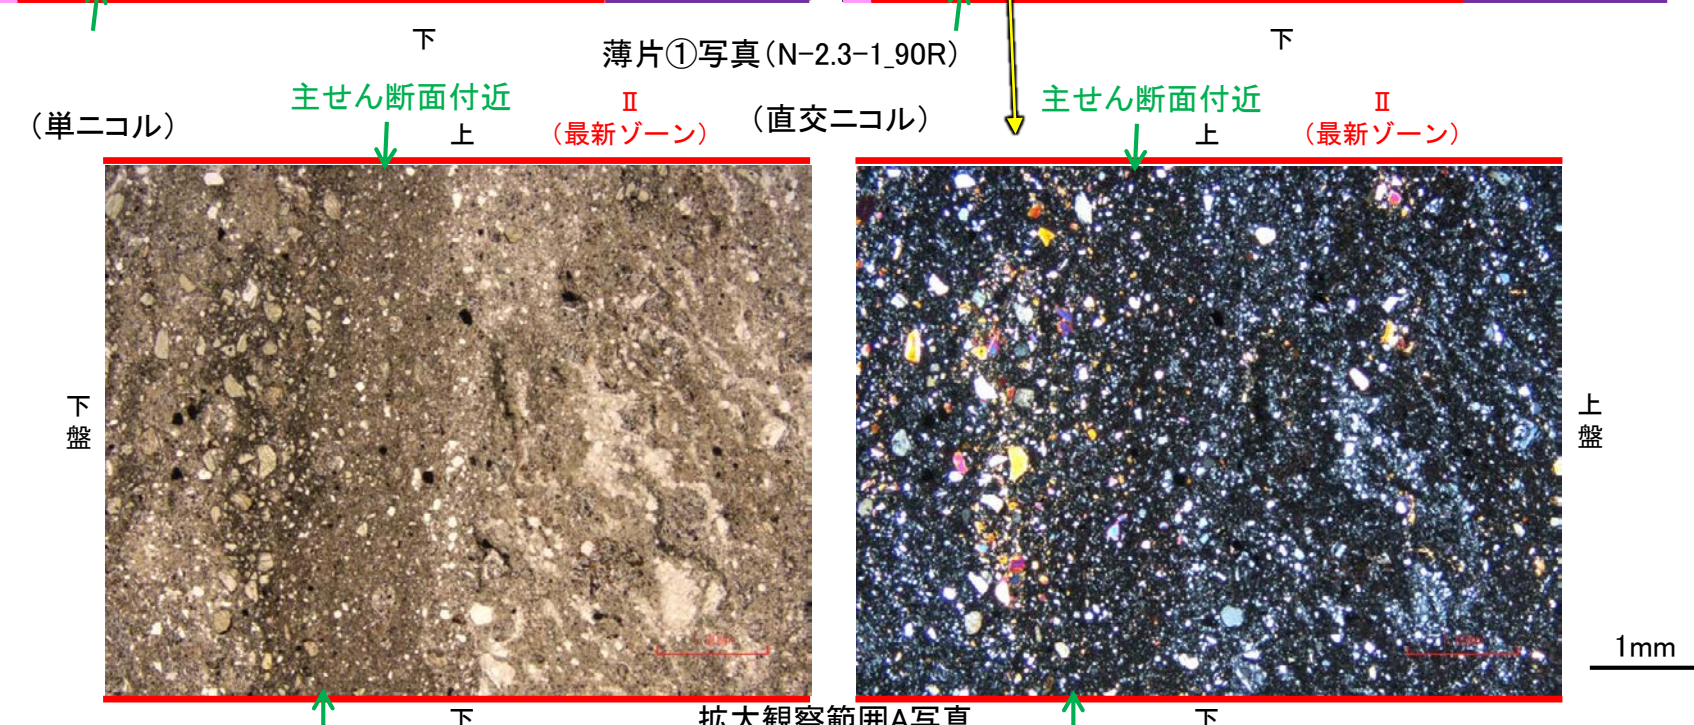 下
下
薄片①写真（N-2.3-1_90R）
（単ニコル）
主せん断面付近
上
Ⅱ
（最新ゾーン）
（直交ニコル）
主せん断面付近
上
Ⅱ
（最新ゾーン）
下盤
上盤
1mm
下
拡大観察範囲A写真
下